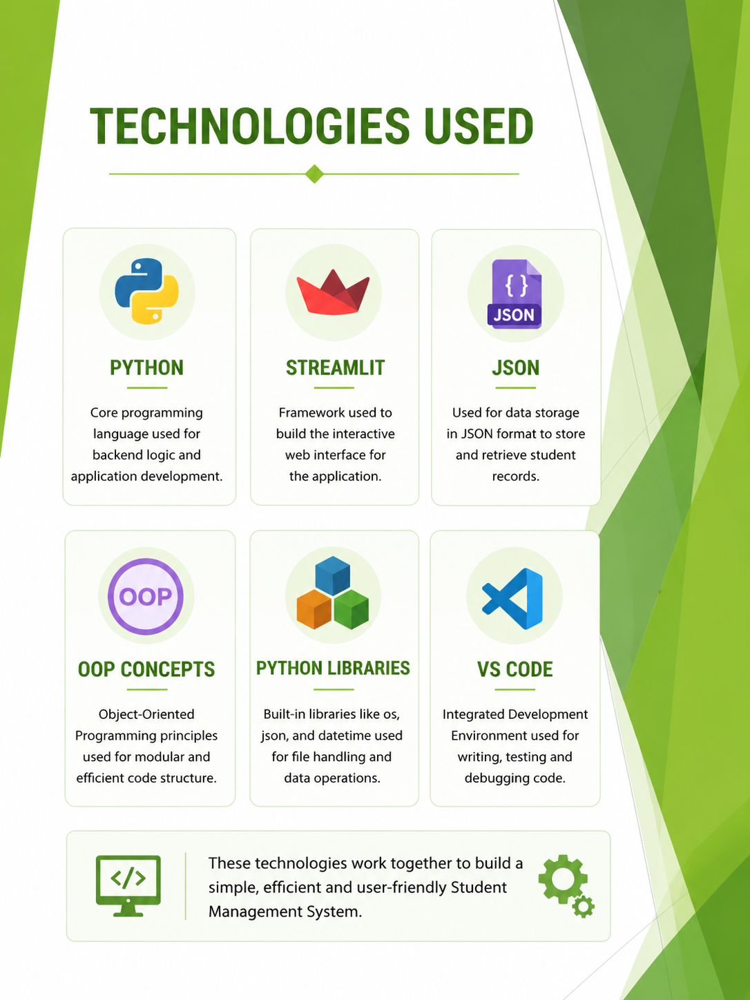 TECHNOLOGIES USED
{ }
JSON
PYTHON
Core programming
language used for
backend logic and
application development.
STREAMLIT
Framework used to
build the interactive
web interface for
the application.
JSON
Used for data storage
in JSON format to store
and retrieve student
records.
OOP
OOP CONCEPTS
Object-Oriented
Programming principles
used for modular and
efficient code structure.
PYTHON LIBRARIES
Built-in libraries like os,
json, and datetime used
for file handling and
data operations.
VS CODE
Integrated Development
Environment used for
writing, testing and
debugging code.
</>
These technologies work together to build a
simple, efficient and user-friendly Student
Management System.